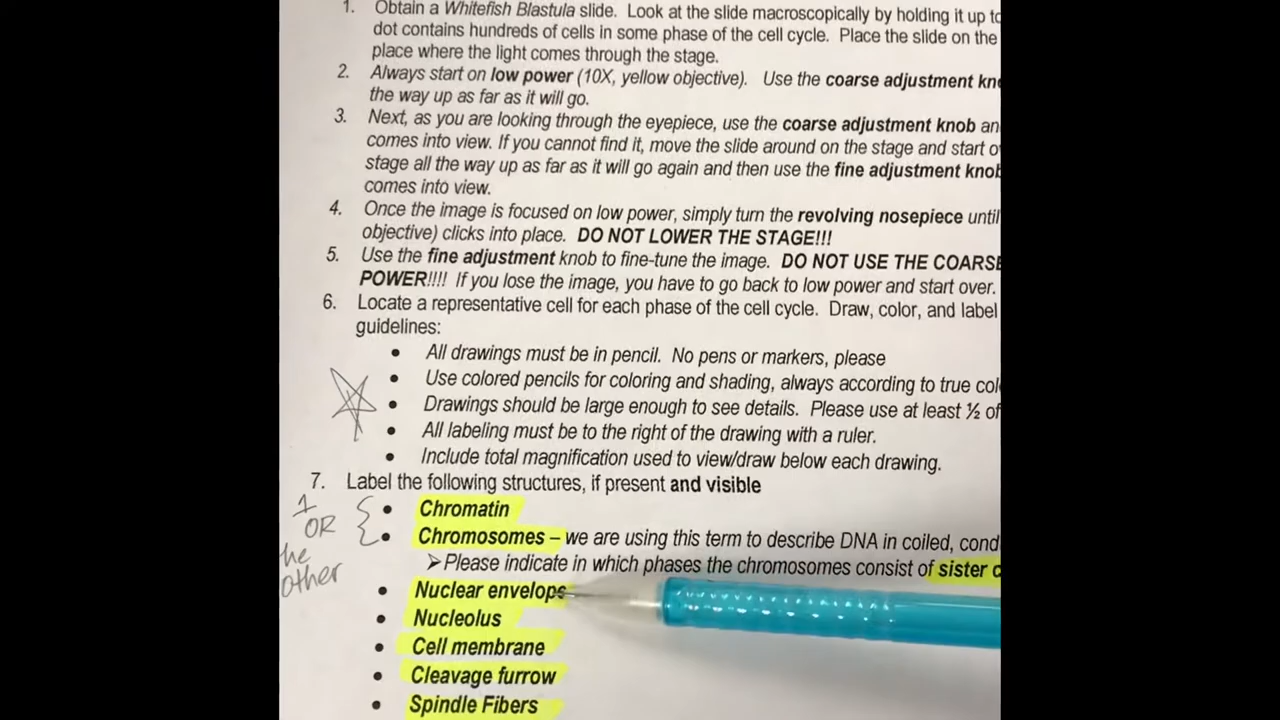 1. Obtain a Whitefish Blastula slide. Look at the slide macroscopically by holding it up to
dot contains hundreds of cells in some phase of the cell cycle. Place the slide on the
place where the light comes through the stage.
2. Always start on low power (10X, yellow objective). Use the coarse adjustment
the way up as far as it will go.
3. Next, as you are looking through the eyepiece, use the coarse adjustment knob
comes into view. If you cannot find it, move the slide around on the stage and start
stage all the way up as far as it will go again and then use the fine adjustment
comes into view.
4. Once the image is focused on low power, simply turn the revolving nosepiece until
objective) clicks into place. DO NOT LOWER THE STAGE!!!
5. Use the fine adjustment knob to fine-tune the image. DO NOT USE THE COARSE
POWER!!!! If you lose the image, you have to go back to low power and start over.
6. Locate a representative cell for each phase of the cell cycle. Draw, color, and label
guidelines:
• All drawings must be in pencil. No pens or markers, please
• Use colored pencils for coloring and shading, always according to true
• Drawings should be large enough to see details. Please use at least ½ of
• All labeling must be to the right of the drawing with a ruler.
• Include total magnification used to view/draw below each drawing.
7. Label the following structures, if present and visible
• Chromatin
• Chromosomes – we are using this term to describe DNA in coiled,
➢ Please indicate in which phases the chromosomes consist of sister
1
OR
the
other
• Nuclear envelope
• Nucleolus
• Cell membrane
• Cleavage furrow
• Spindle Fibers